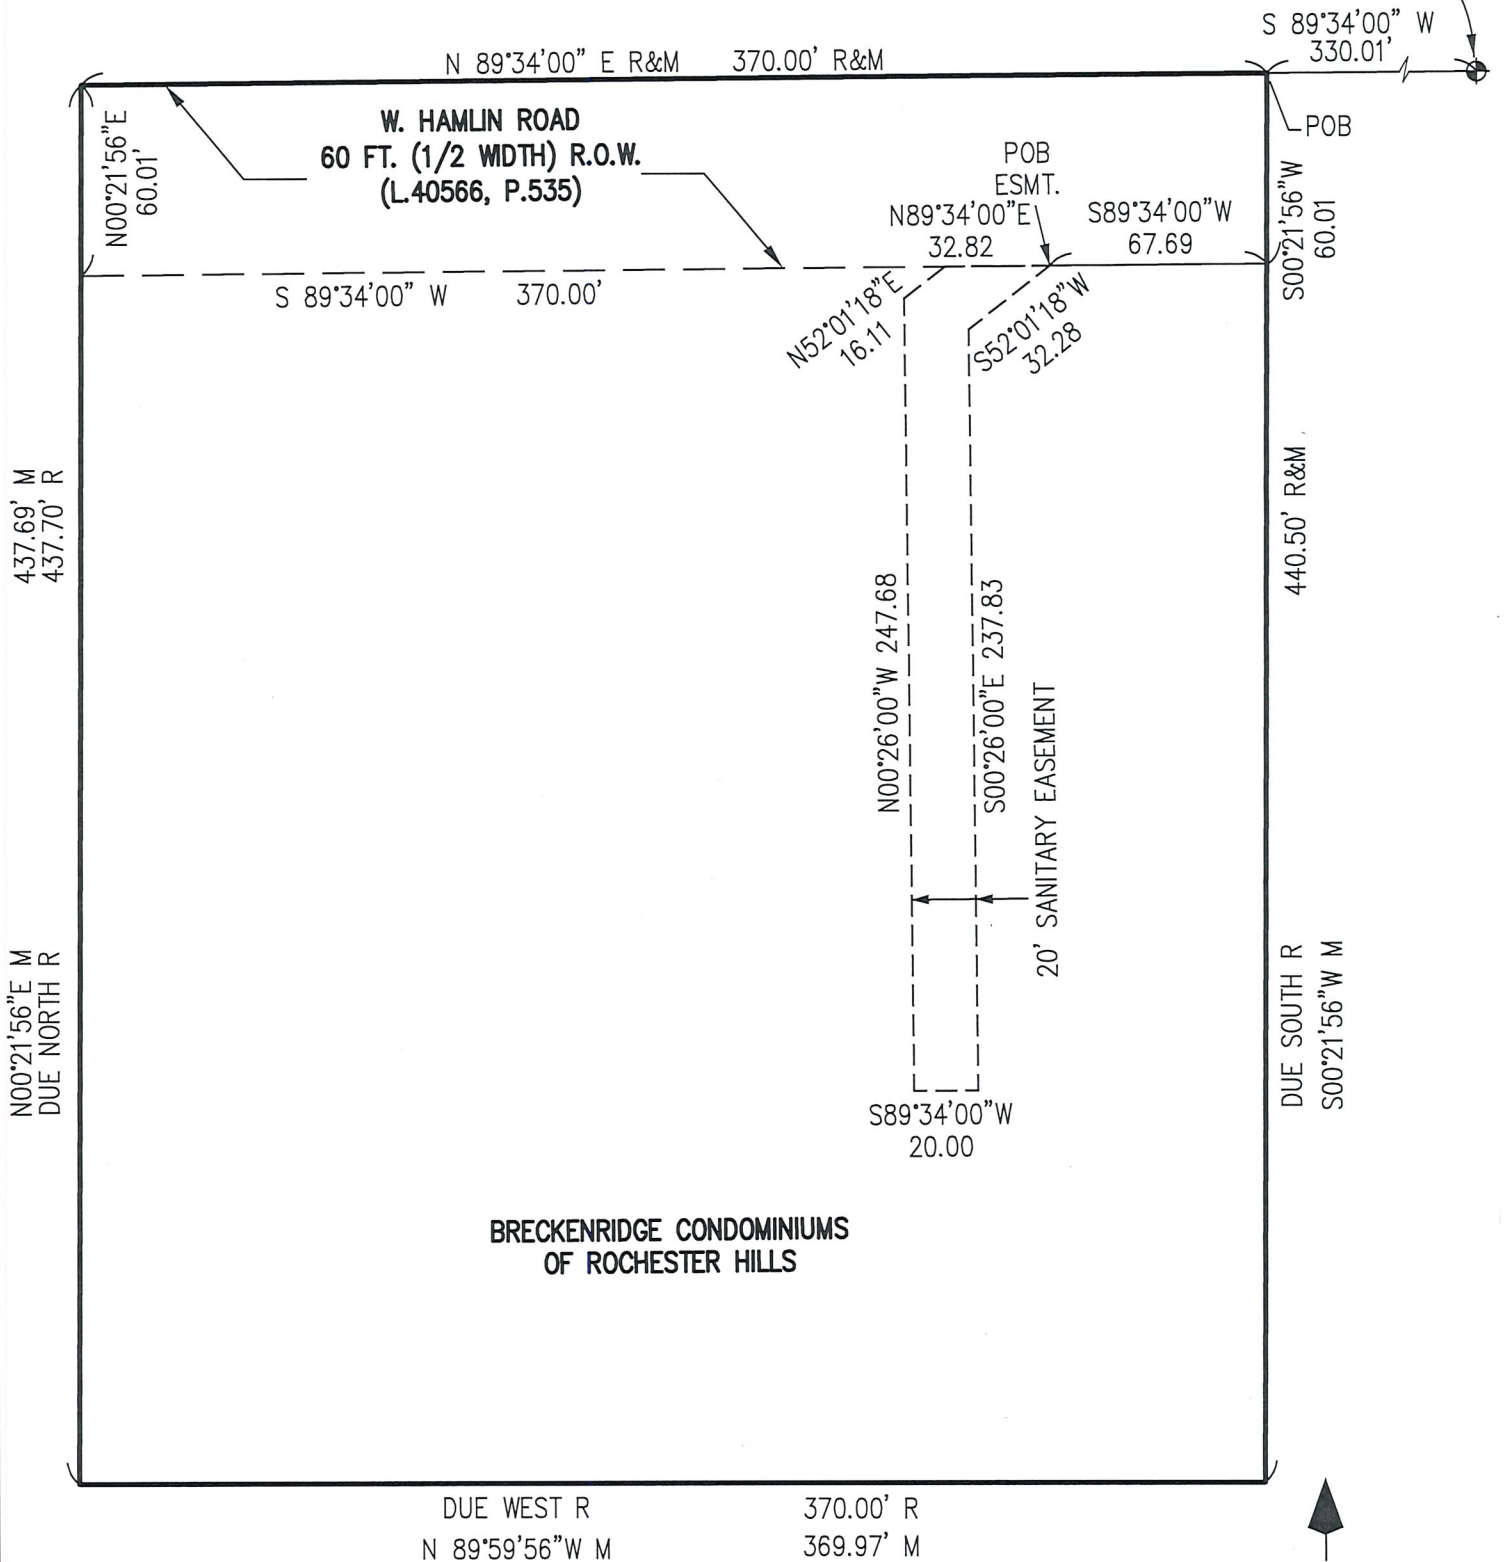 S 89°34'00" W
330.01'
N 89°34'00" E R&M 370.00' R&M
POB
N00°21'56"E
60.01'
W. HAMLIN ROAD
60 FT. (1/2 WIDTH) R.O.W.
(L.40566, P.535)
POB
ESMT.
N89°34'00"E
32.82
S89°34'00"W
67.69
S00°21'56"W
60.01
S 89°34'00" W 370.00'
N52°01'18"E
16.11
S52°01'18"W
32.28
437.69' M
437.70' R
440.50' R&M
N00°26'00"W 247.68
S00°26'00"E 237.83
20' SANITARY EASEMENT
N00°21'56"E M
DUE NORTH R
DUE SOUTH R
S00°21'56"W M
S89°34'00"W
20.00
BRECKENRIDGE CONDOMINIUMS
OF ROCHESTER HILLS
DUE WEST R 370.00' R
N 89°59'56"W M 369.97' M